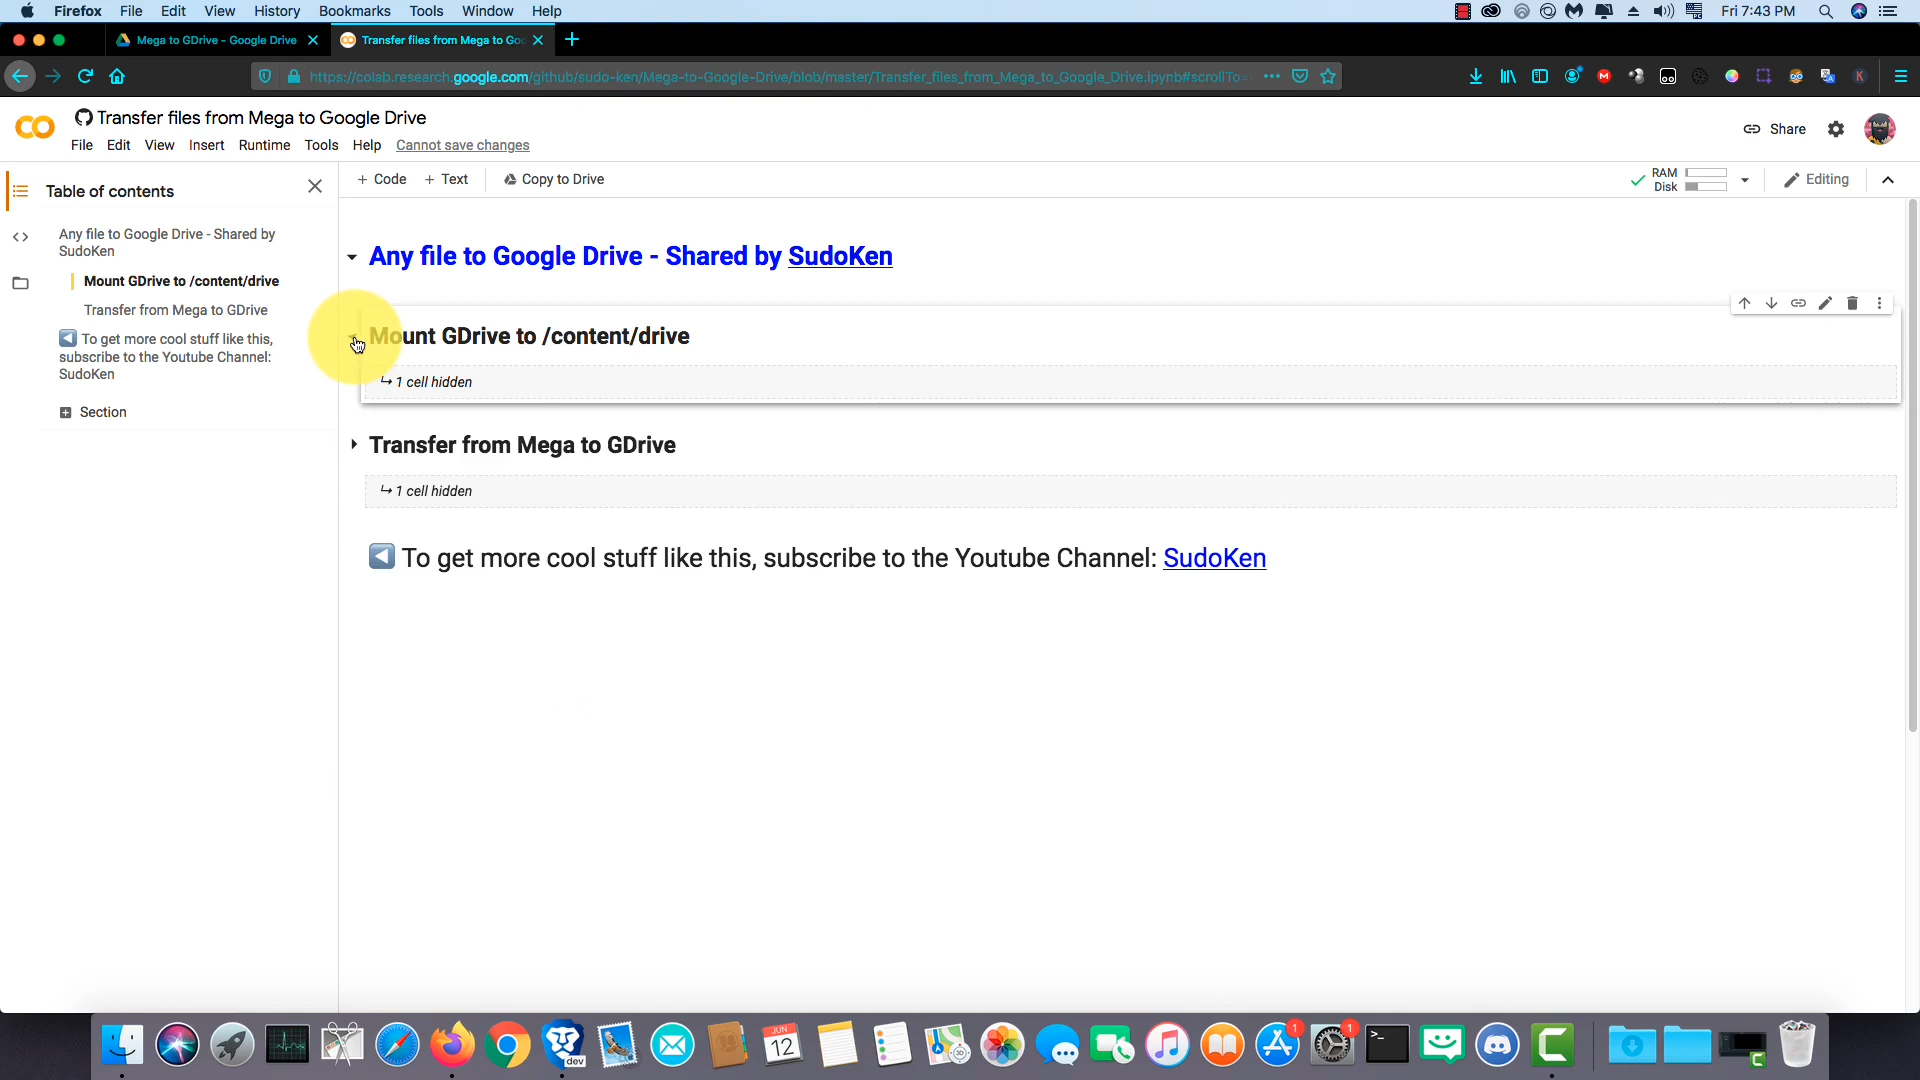 Firefox File Edit View History Bookmarks Tools Window Help
Fri 7:43 PM
Mega to GDrive - Google Drive
Transfer files from Mega to Goo
https://colab.research.google.com/github/sudo-ken/Mega-to-Google-Drive/blob/master/Transfer_files_from_Mega_to_Google_Drive.ipynb#scrollTo=
Transfer files from Mega to Google Drive
File Edit View Insert Runtime Tools Help Cannot save changes
Share
Table of contents
Any file to Google Drive - Shared by
SudoKen
Mount GDrive to /content/drive
Transfer from Mega to GDrive
To get more cool stuff like this,
subscribe to the Youtube Channel:
SudoKen
Section
+ Code + Text Copy to Drive
RAM
Disk
Editing
Any file to Google Drive - Shared by SudoKen
Mount GDrive to /content/drive
1 cell hidden
Transfer from Mega to GDrive
1 cell hidden
To get more cool stuff like this, subscribe to the Youtube Channel: SudoKen
dev
JUN
12
3D
1
1